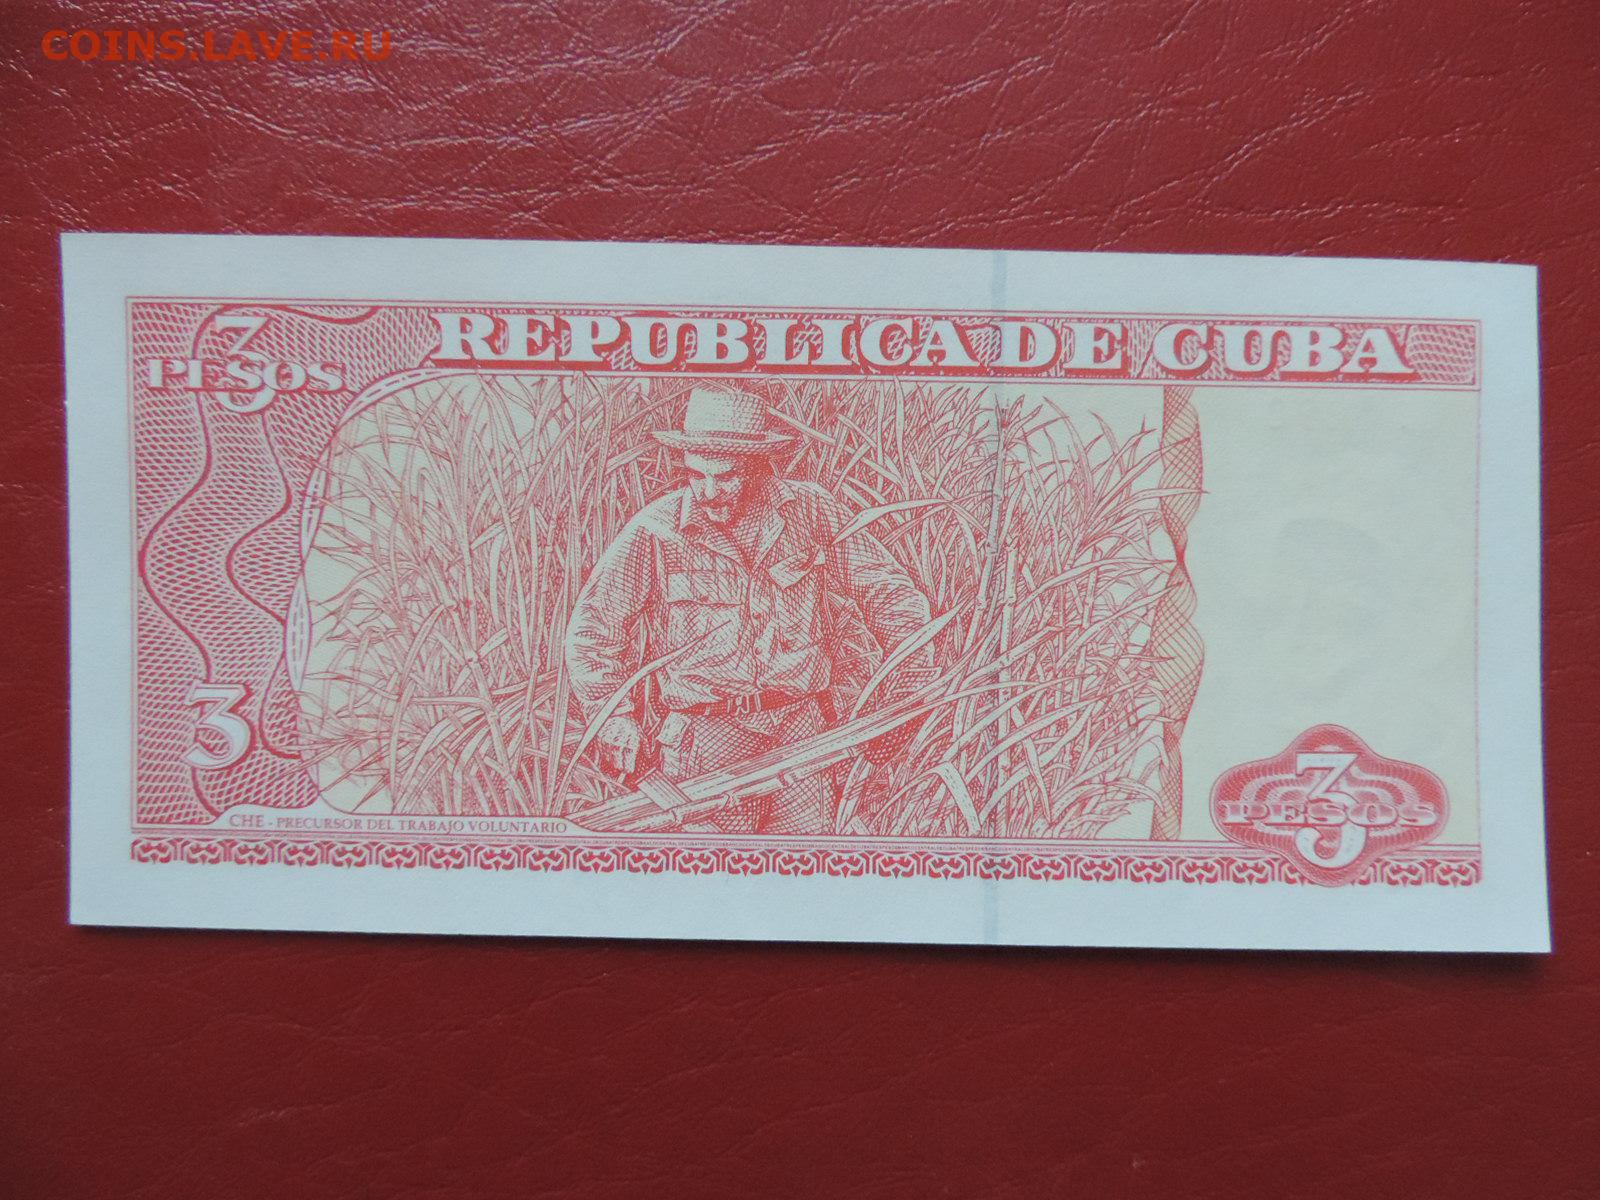 COINS.LAVE.RU
REPUBLICA DE CUBA
3
PESOS
3
CHE - PRECURSOR DEL TRABAJO VOLUNTARIO
3
PESOS